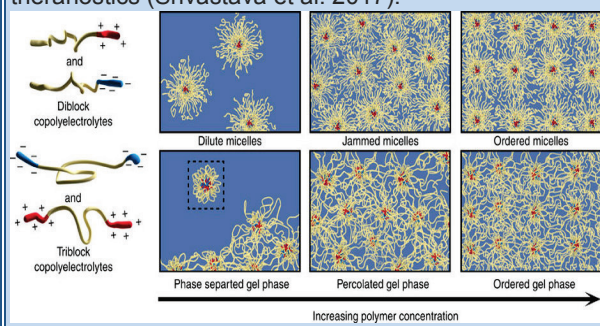 theranostics (Srivastava et al. 2017).
and
Diblock
copolyelectrolytes
Dilute micelles
Jammed micelles
Ordered micelles
and
Triblock
copolyelectrolytes
Phase separted gel phase
Percolated gel phase
Ordered gel phase
Increasing polymer concentration